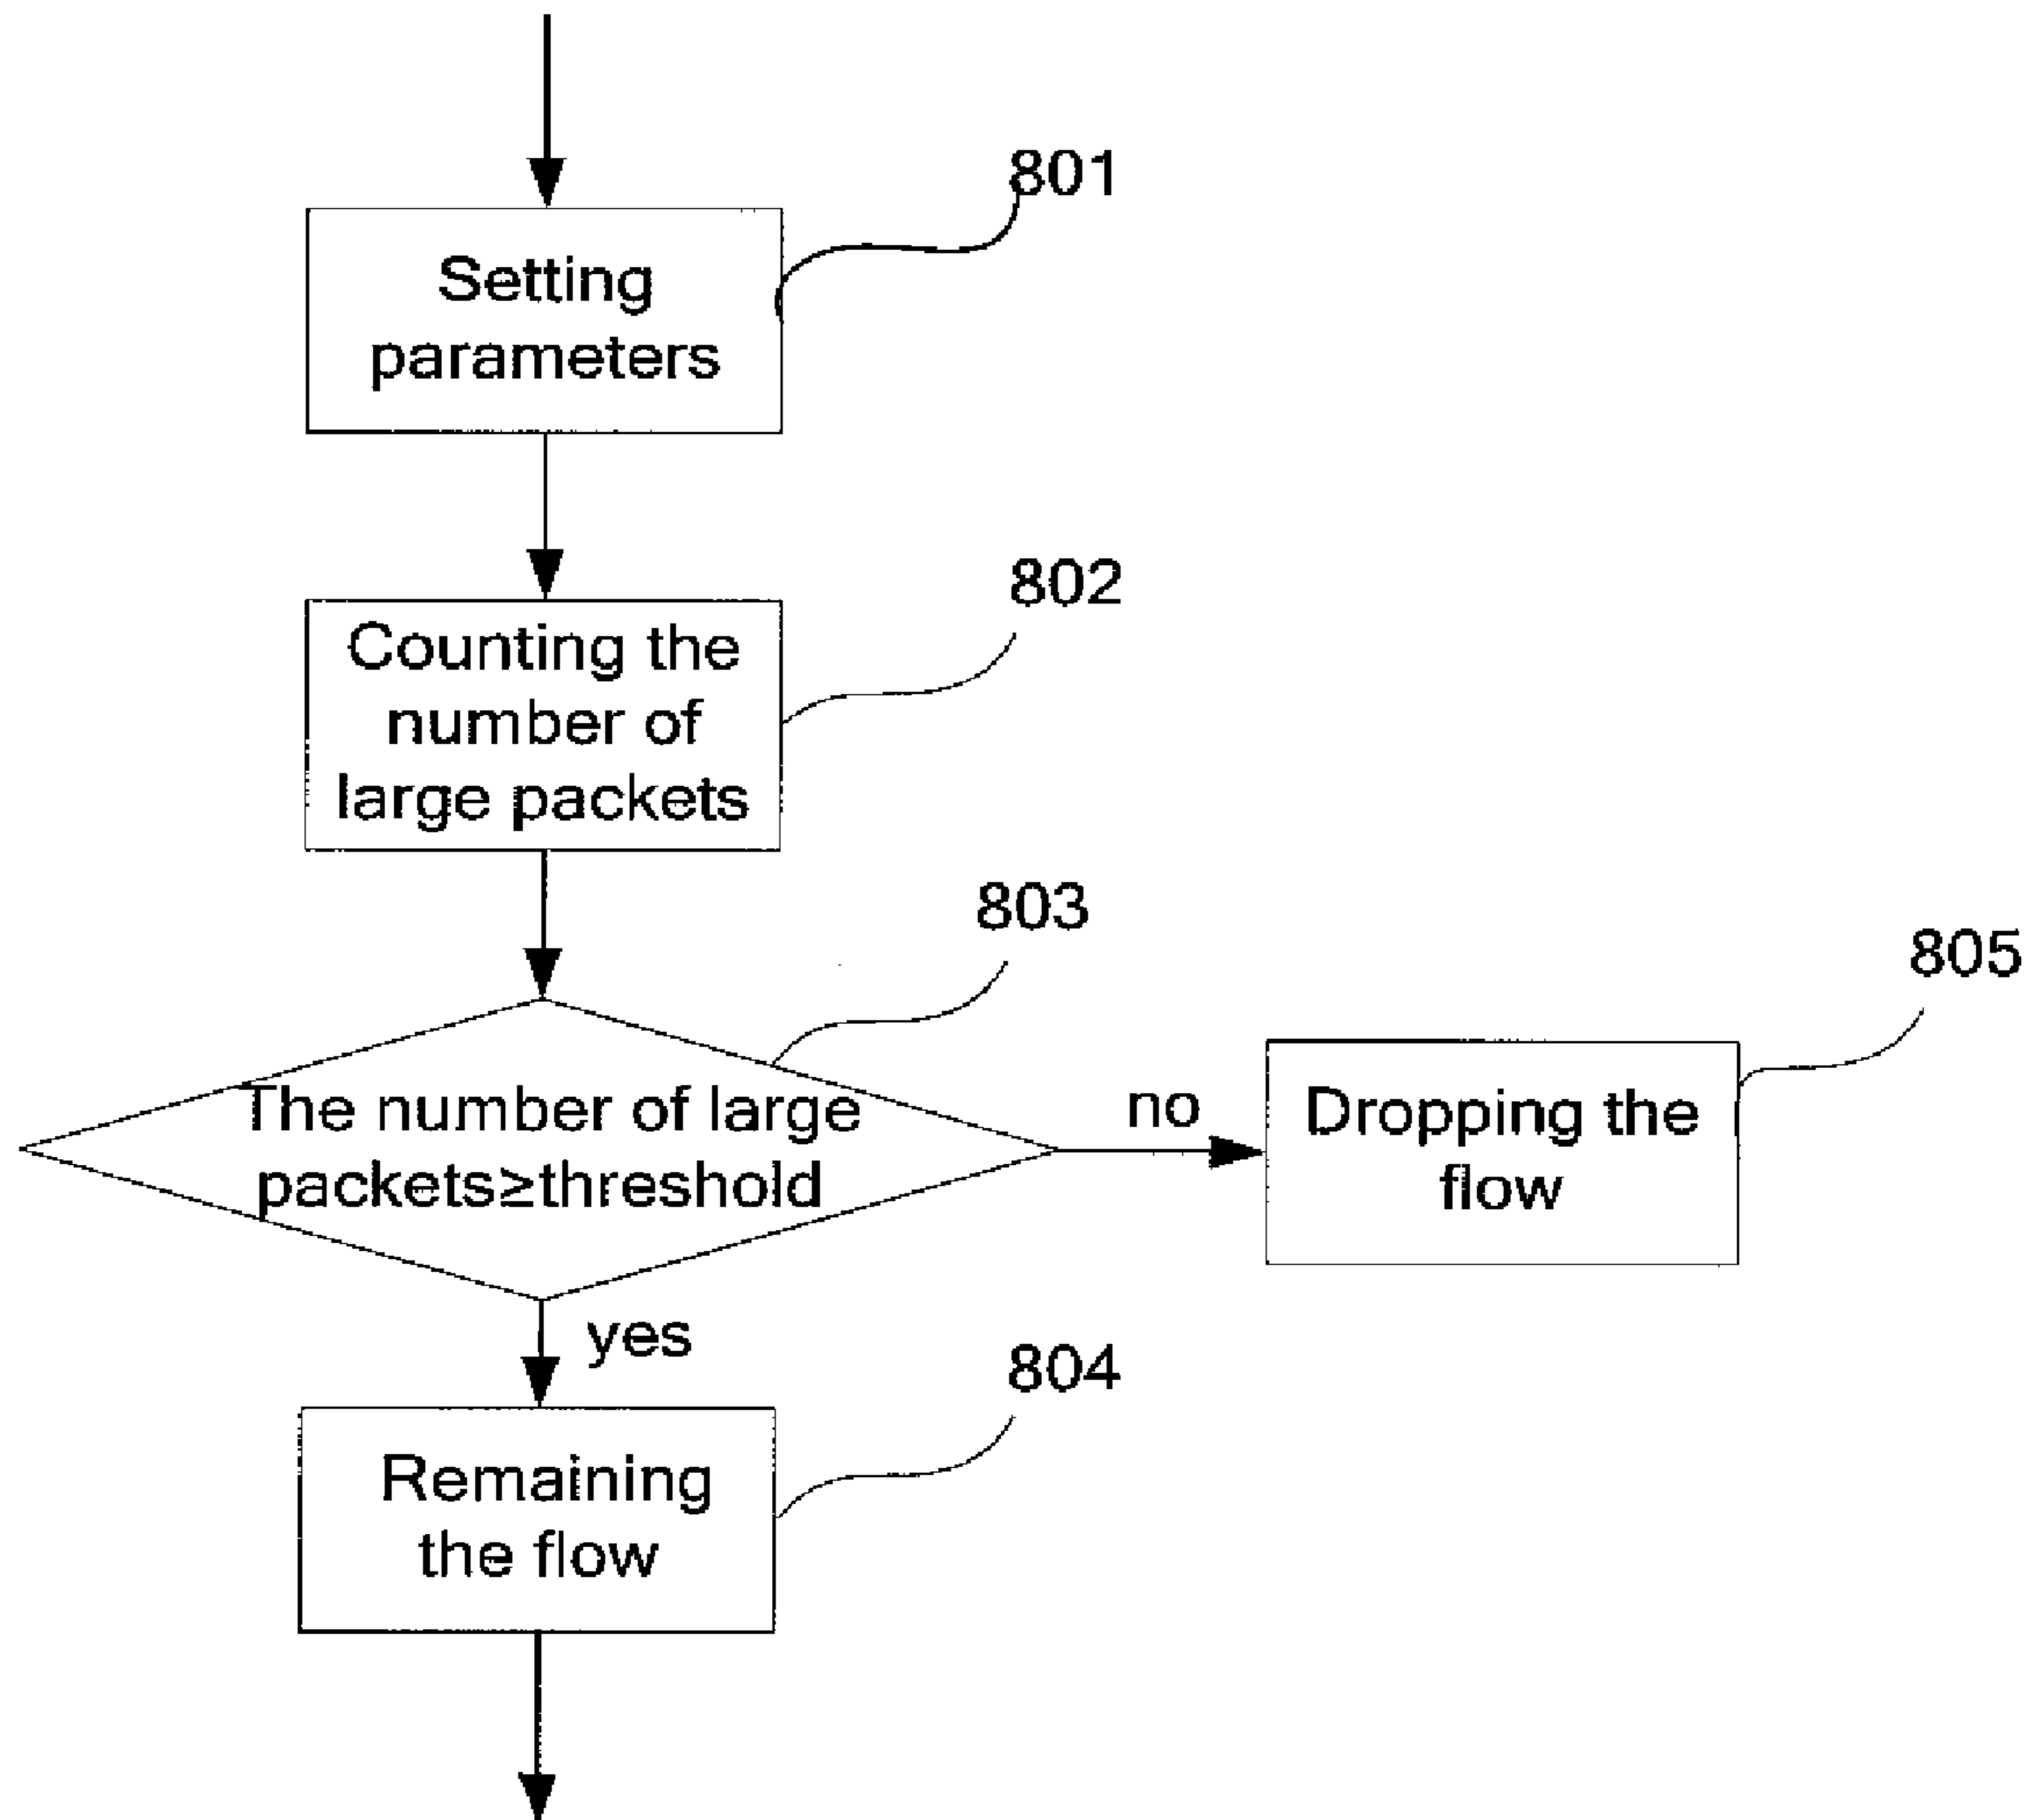 801
Setting
parameters
802
Counting the
number of
large packets
803
The number of large
packets≥threshold
no
805
Dropping the
flow
yes
804
Remaining
the flow